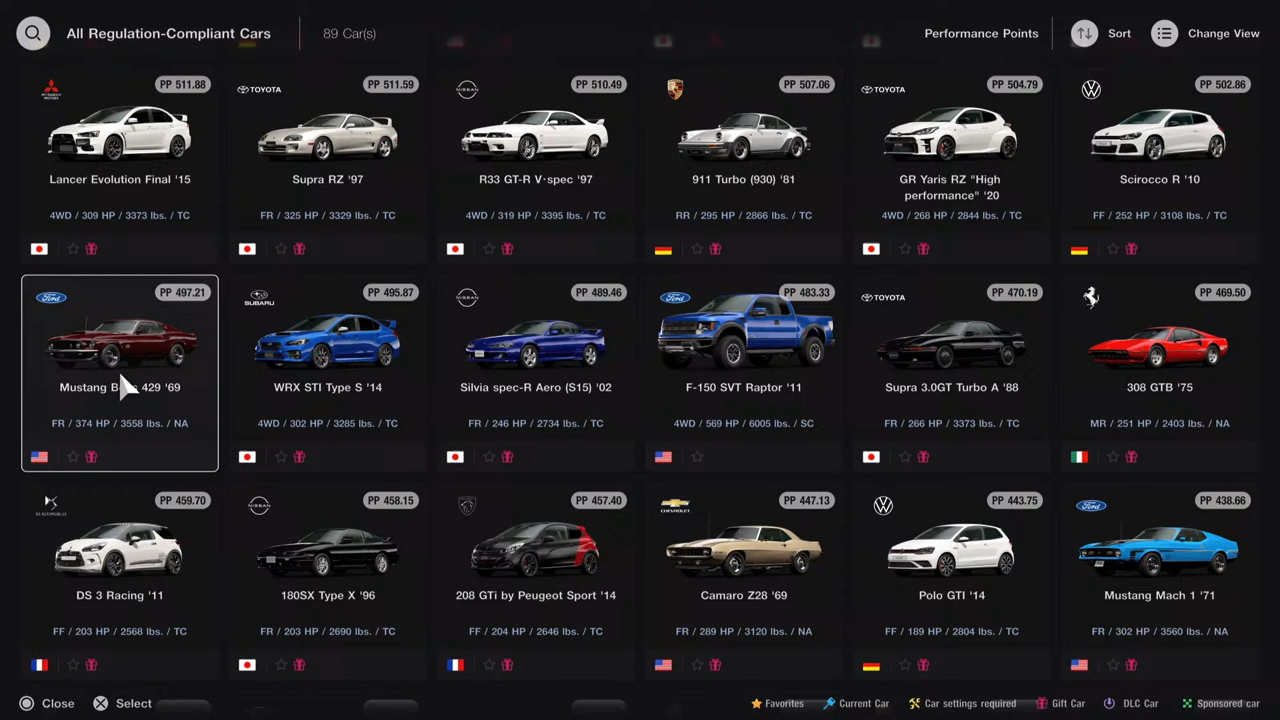 All Regulation-Compliant Cars
89 Car(s)
Performance Points
Sort
Change View
PP 511.88
MITSUBISHI MOTORS
Lancer Evolution Final '15
4WD / 309 HP / 3373 lbs. / TC
PP 511.59
TOYOTA
Supra RZ '97
FR / 325 HP / 3329 lbs. / TC
PP 510.49
NISSAN
R33 GT-R V·spec '97
4WD / 319 HP / 3395 lbs. / TC
PP 507.06
911 Turbo (930) '81
RR / 295 HP / 2866 lbs. / TC
PP 504.79
TOYOTA
GR Yaris RZ "High
performance" '20
4WD / 268 HP / 2844 lbs. / TC
PP 502.86
Scirocco R '10
FF / 252 HP / 3108 lbs. / TC
PP 497.21
Ford
Mustang 429 '69
FR / 374 HP / 3558 lbs. / NA
PP 495.87
SUBARU
WRX STI Type S '14
4WD / 302 HP / 3285 lbs. / TC
PP 489.46
NISSAN
Silvia spec-R Aero (S15) '02
FR / 246 HP / 2734 lbs. / TC
PP 483.33
Ford
F-150 SVT Raptor '11
4WD / 569 HP / 6005 lbs. / SC
PP 470.19
TOYOTA
Supra 3.0GT Turbo A '88
FR / 266 HP / 3373 lbs. / TC
PP 469.50
308 GTB '75
MR / 251 HP / 2403 lbs. / NA
PP 459.70
DS AUTOMOBILES
DS 3 Racing '11
FF / 203 HP / 2568 lbs. / TC
PP 458.15
NISSAN
180SX Type X '96
FR / 203 HP / 2690 lbs. / TC
PP 457.40
208 GTi by Peugeot Sport '14
FF / 204 HP / 2646 lbs. / TC
PP 447.13
CHEVROLET
Camaro Z28 '69
FR / 289 HP / 3120 lbs. / NA
PP 443.75
Polo GTI '14
FF / 189 HP / 2804 lbs. / TC
PP 438.66
Ford
Mustang Mach 1 '71
FR / 302 HP / 3560 lbs. / NA
Close
Select
Favorites
Current Car
Car settings required
Gift Car
DLC Car
Sponsored car